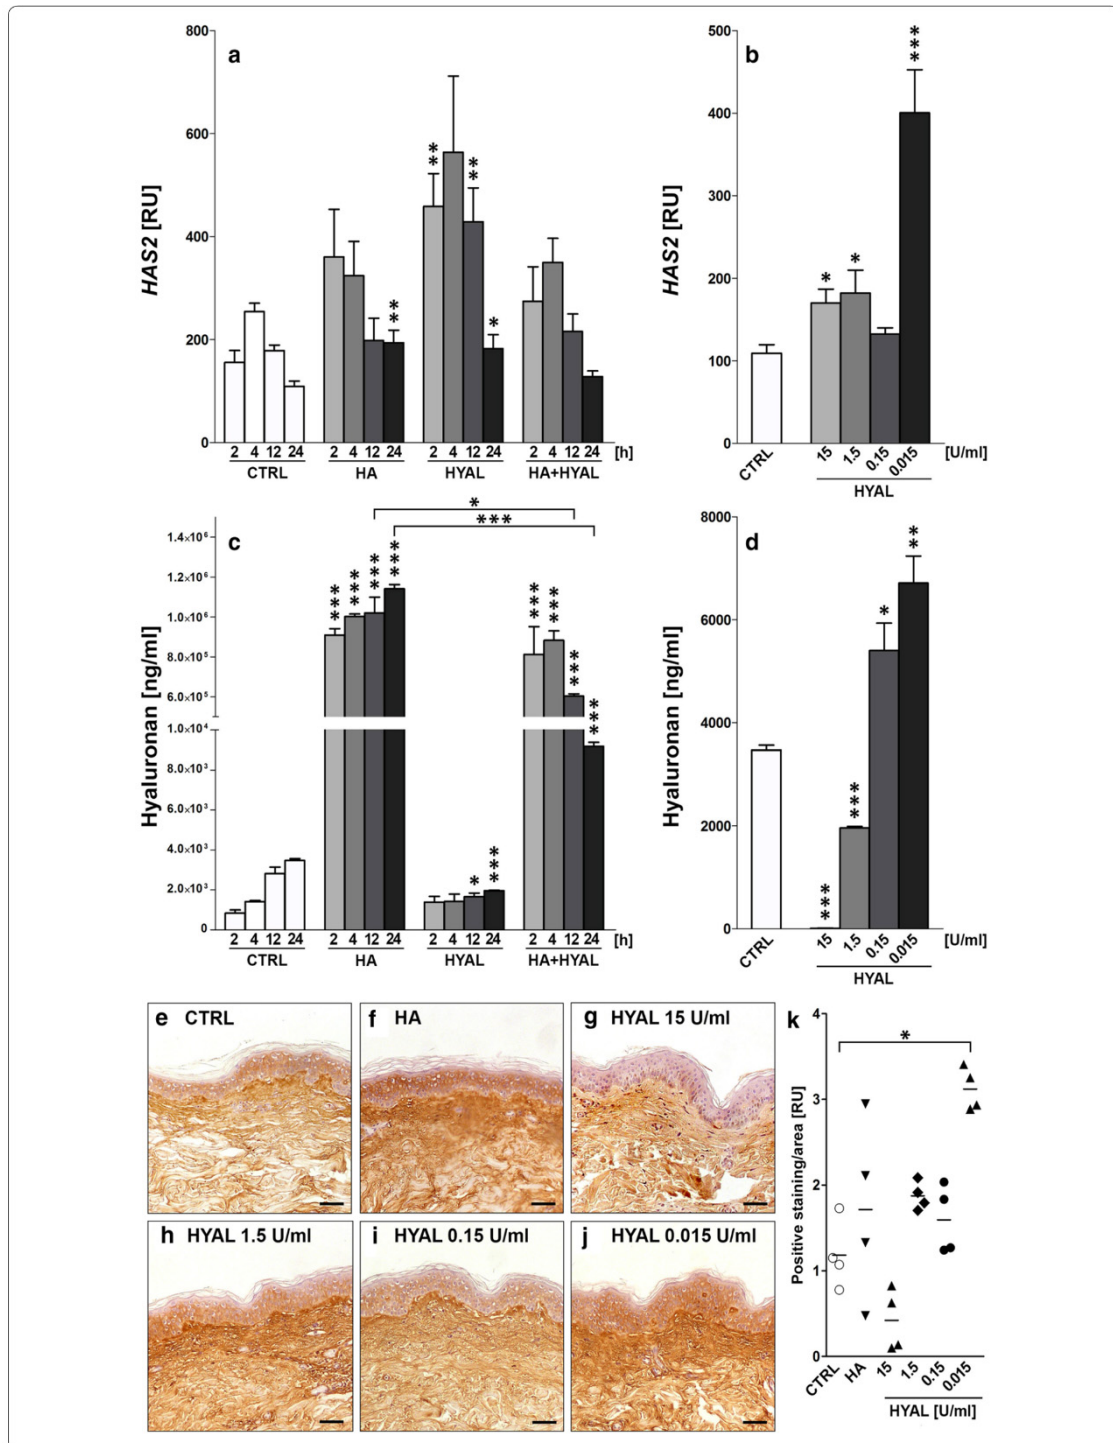 a
HAS2 [RU]
800
600
400
200
0
** ** ** *
2 4 12 24 2 4 12 24 2 4 12 24 2 4 12 24 [h]
CTRL HA HYAL HA+HYAL
b
HAS2 [RU]
500
400
300
200
100
0
* * ***
CTRL 15 1.5 0.15 0.015 [U/ml]
HYAL
c
Hyaluronan [ng/ml]
*
***
1.4×10⁶
1.2×10⁶
1.0×10⁶
8.0×10⁵
6.0×10⁵
1.0×10⁴
8.0×10³
6.0×10³
4.0×10³
2.0×10³
0
*** *** *** *** * *** *** *** *** ***
2 4 12 24 2 4 12 24 2 4 12 24 2 4 12 24 [h]
CTRL HA HYAL HA+HYAL
d
Hyaluronan [ng/ml]
8000
6000
4000
2000
0
*** *** * **
CTRL 15 1.5 0.15 0.015 [U/ml]
HYAL
e CTRL
f HA
g HYAL 15 U/ml
h HYAL 1.5 U/ml
i HYAL 0.15 U/ml
j HYAL 0.015 U/ml
k
Positive staining/area [RU]
*
4
3
2
1
0
CTRL HA 15 1.5 0.15 0.015
HYAL [U/ml]